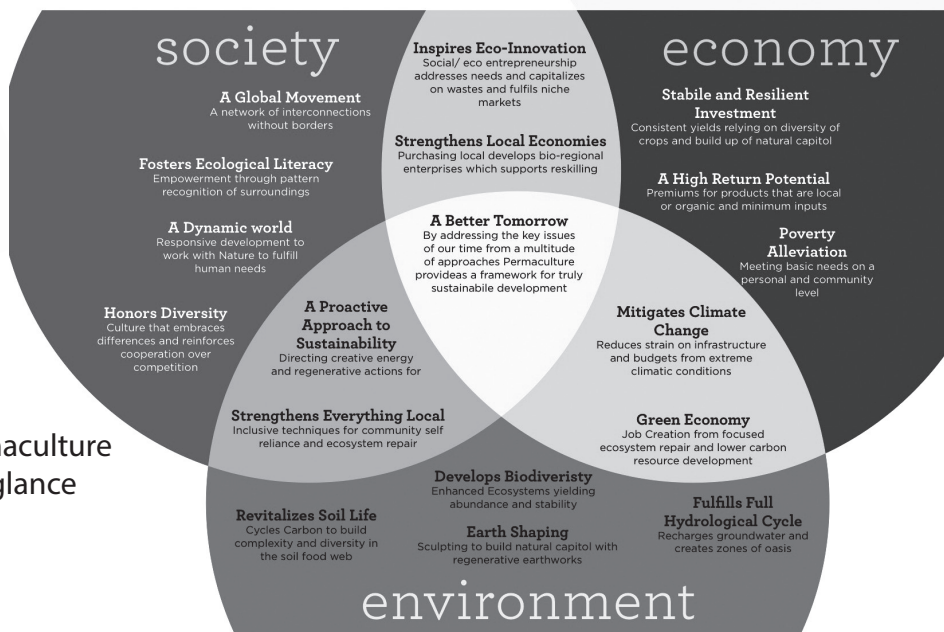 society
economy
Inspires Eco-Innovation
Social/ eco entrepreneurship
addresses needs and capitalizes
on wastes and fulfils niche
markets
Strengthens Local Economies
Purchasing local develops bio-regional
enterprises which supports reskilling
A Global Movement
A network of interconnections
without borders
Fosters Ecological Literacy
Empowerment through pattern
recognition of surroundings
A Dynamic world
Responsive development to
work with Nature to fulfill
human needs
Honors Diversity
Culture that embraces
differences and reinforces
cooperation over
competition
Stabile and Resilient
Investment
Consistent yields relying on diversity of
crops and build up of natural capitol
A High Return Potential
Premiums for products that are local
or organic and minimum inputs
Poverty
Alleviation
Meeting basic needs on a
personal and community
level
A Better Tomorrow
By addressing the key issues
of our time from a multitude
of approaches Permaculture
provideas a framework for truly
sustainabile development
A Proactive
Approach to
Sustainability
Directing creative energy
and regenerative actions for
Strengthens Everything Local
Inclusive techniques for community self
reliance and ecosystem repair
Mitigates Climate
Change
Reduces strain on infrastructure
and budgets from extreme
climatic conditions
Green Economy
Job Creation from focused
ecosystem repair and lower carbon
resource development
aculture
glance
Develops Biodiveristy
Enhanced Ecosystems yielding
abundance and stability
Revitalizes Soil Life
Cycles Carbon to build
complexity and diversity in
the soil food web
Earth Shaping
Sculpting to build natural capitol with
regenerative earthworks
Fulfills Full
Hydrological Cycle
Recharges groundwater and
creates zones of oasis
environment